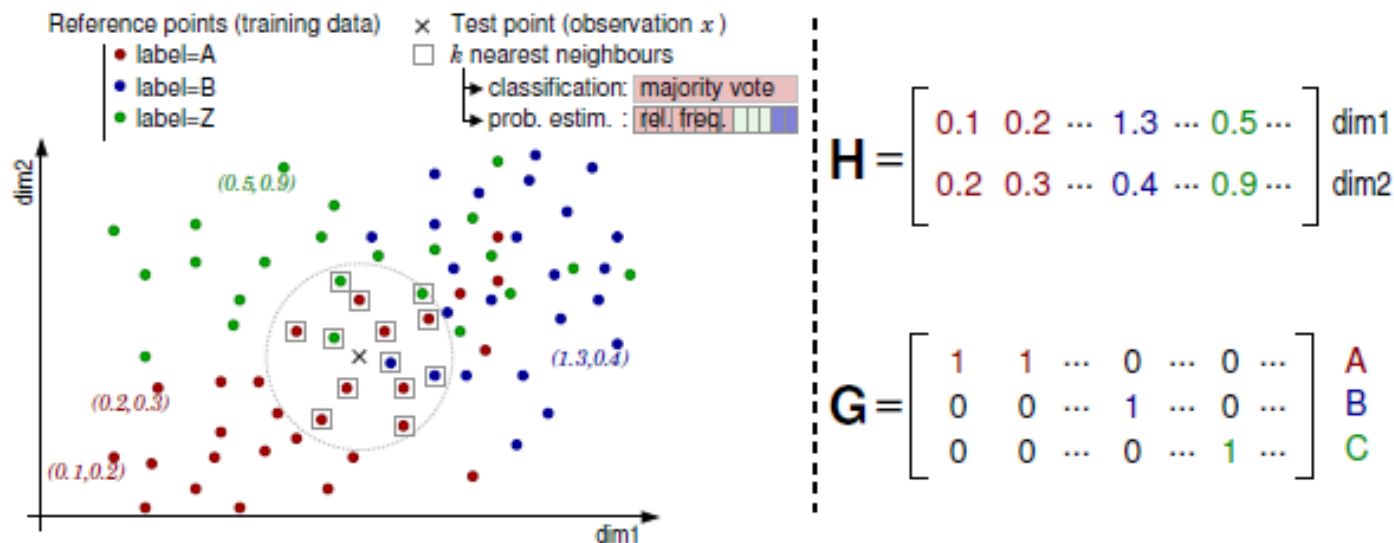 Reference points (training data)
label=A
label=B
label=Z
× Test point (observation x )
k nearest neighbours
classification: majority vote
prob. estim. : rel. freq.
dim2
(0.5,0.9)
(0.2,0.3)
(0.1,0.2)
(1.3,0.4)
dim1
H = [ 0.1 0.2 ... 1.3 ... 0.5 ... ] dim1
0.2 0.3 ... 0.4 ... 0.9 ... dim2
G = [ 1 1 ... 0 ... 0 ... ] A
0 0 ... 1 ... 0 ... B
0 0 ... 0 ... 1 ... C